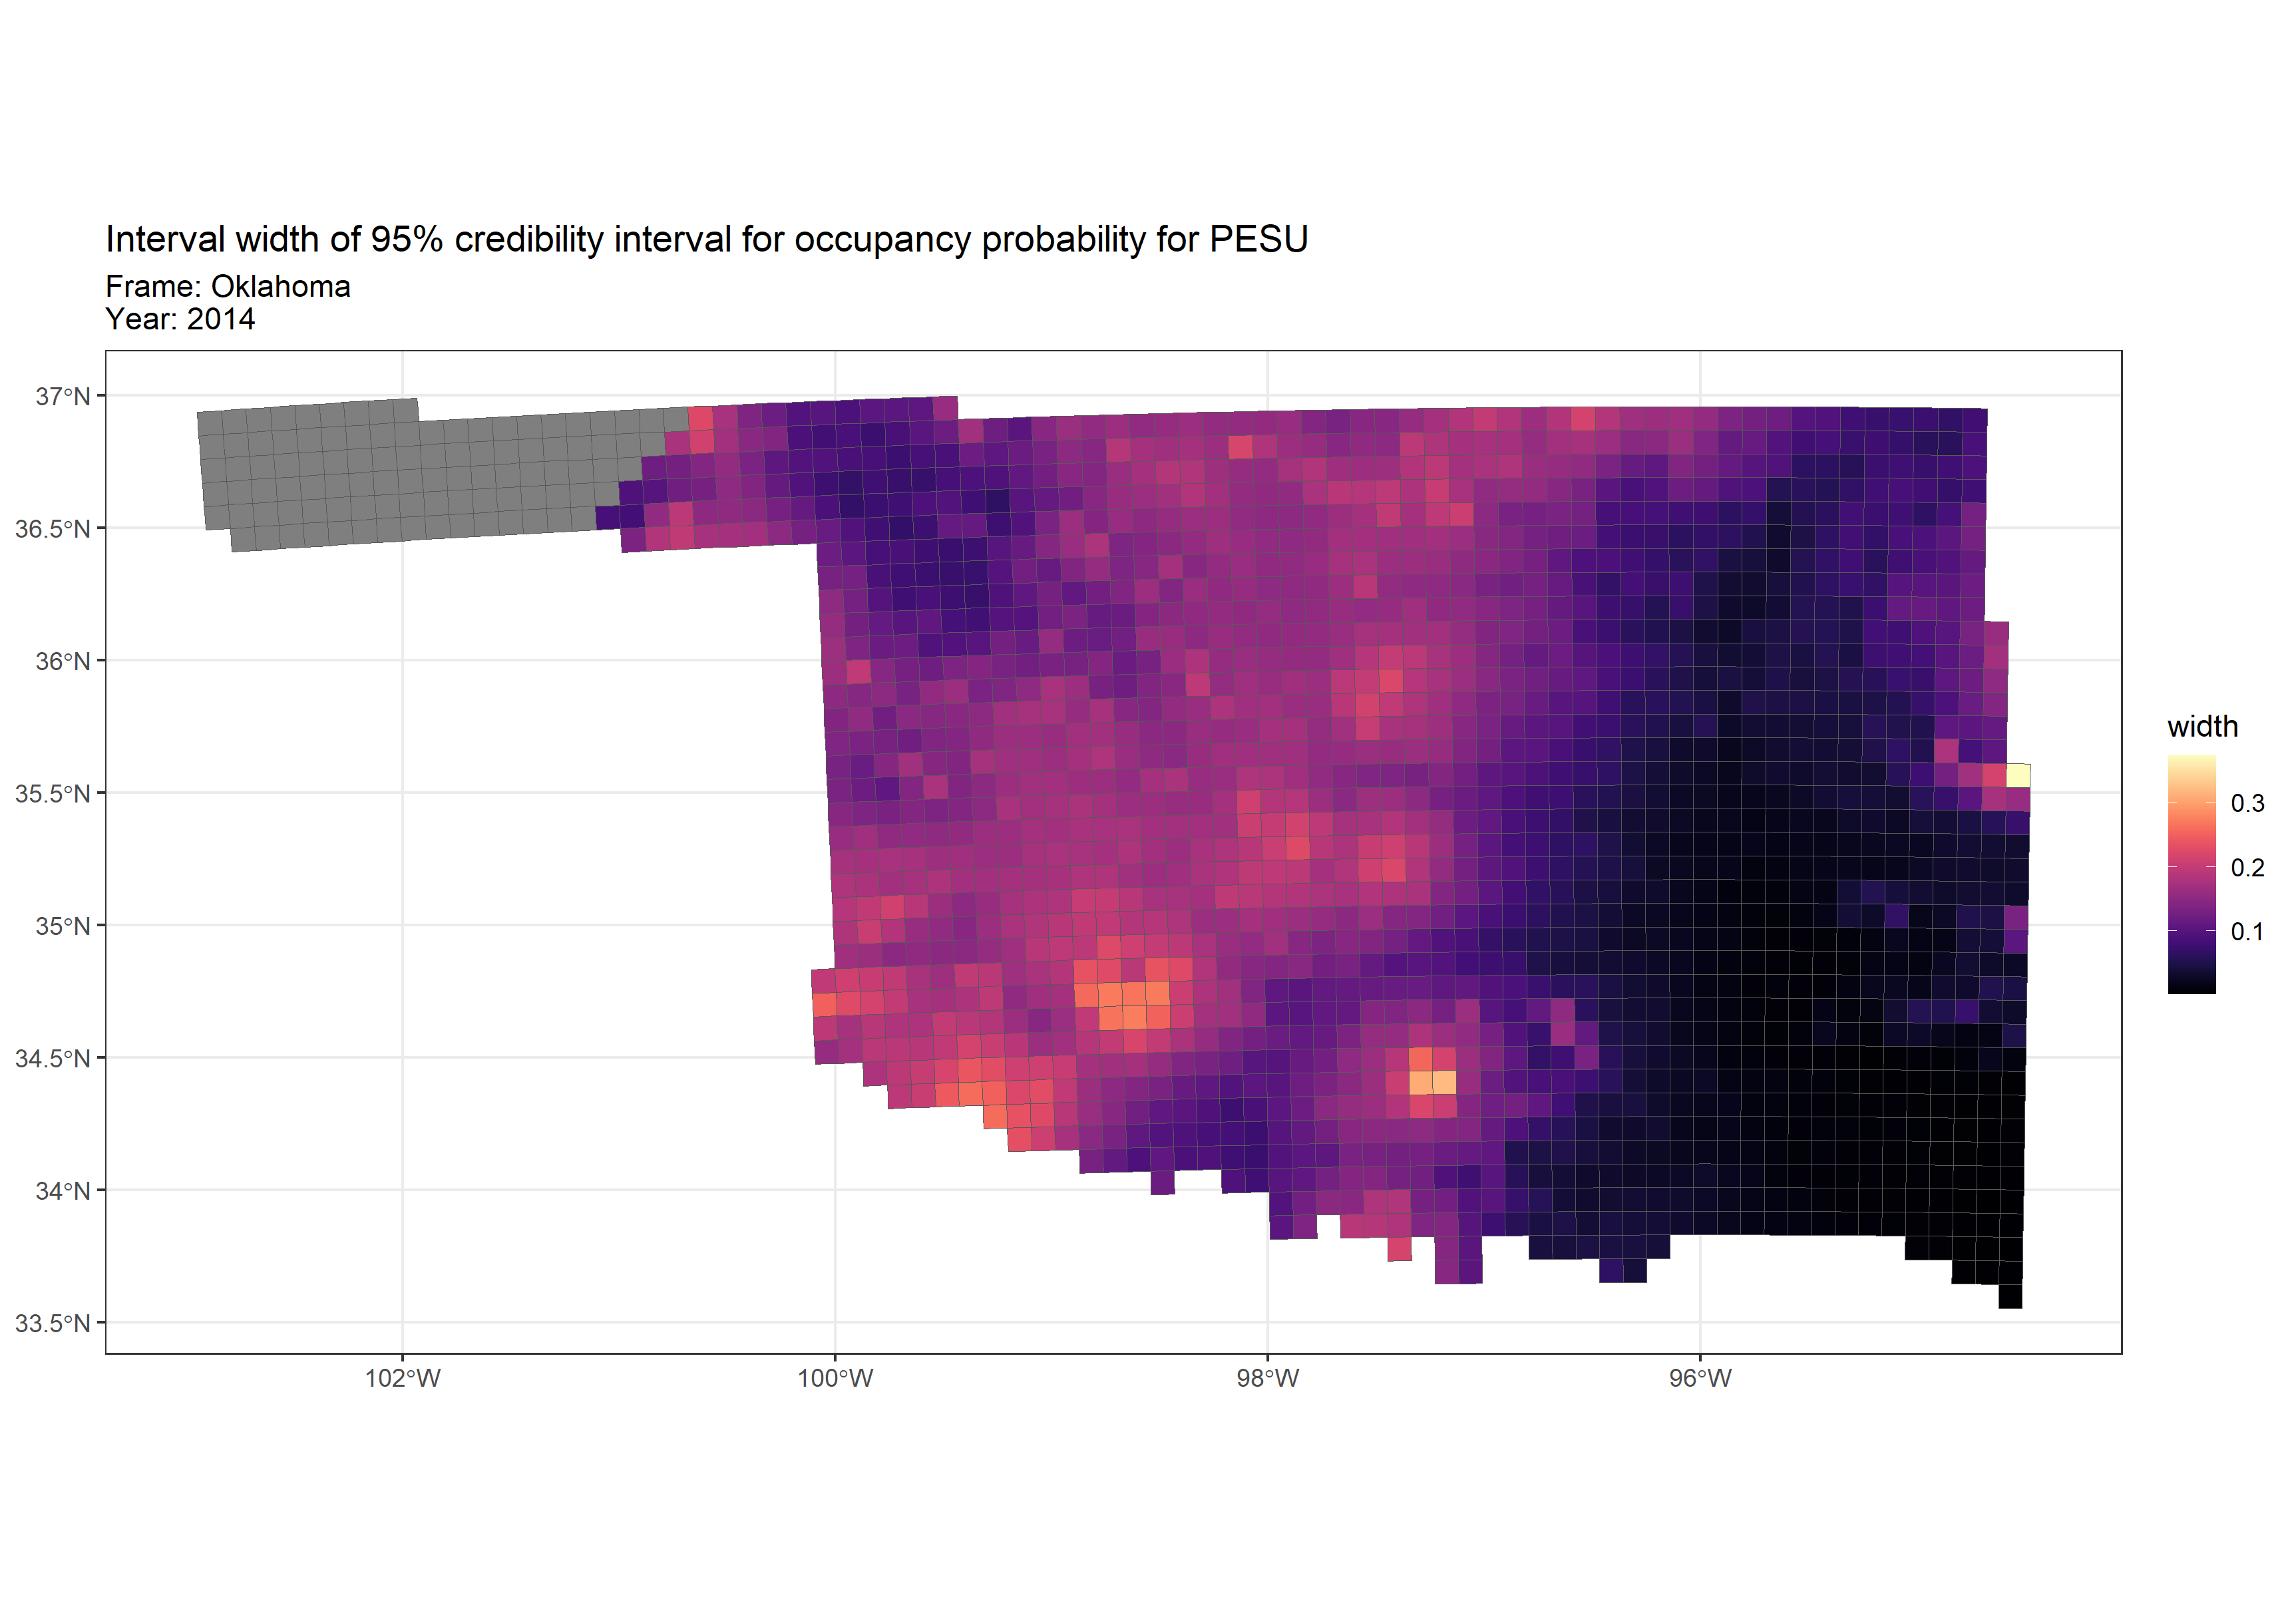 Interval width of 95% credibility interval for occupancy probability for PESU
Frame: Oklahoma
Year: 2014
37°N
36.5°N
36°N
35.5°N
35°N
34.5°N
34°N
33.5°N
102°W
100°W
98°W
96°W
width
0.3
0.2
0.1